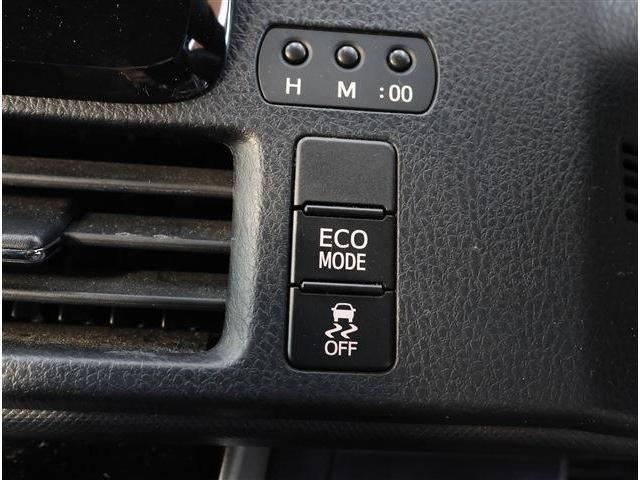 H M :00
ECO
MODE
OFF